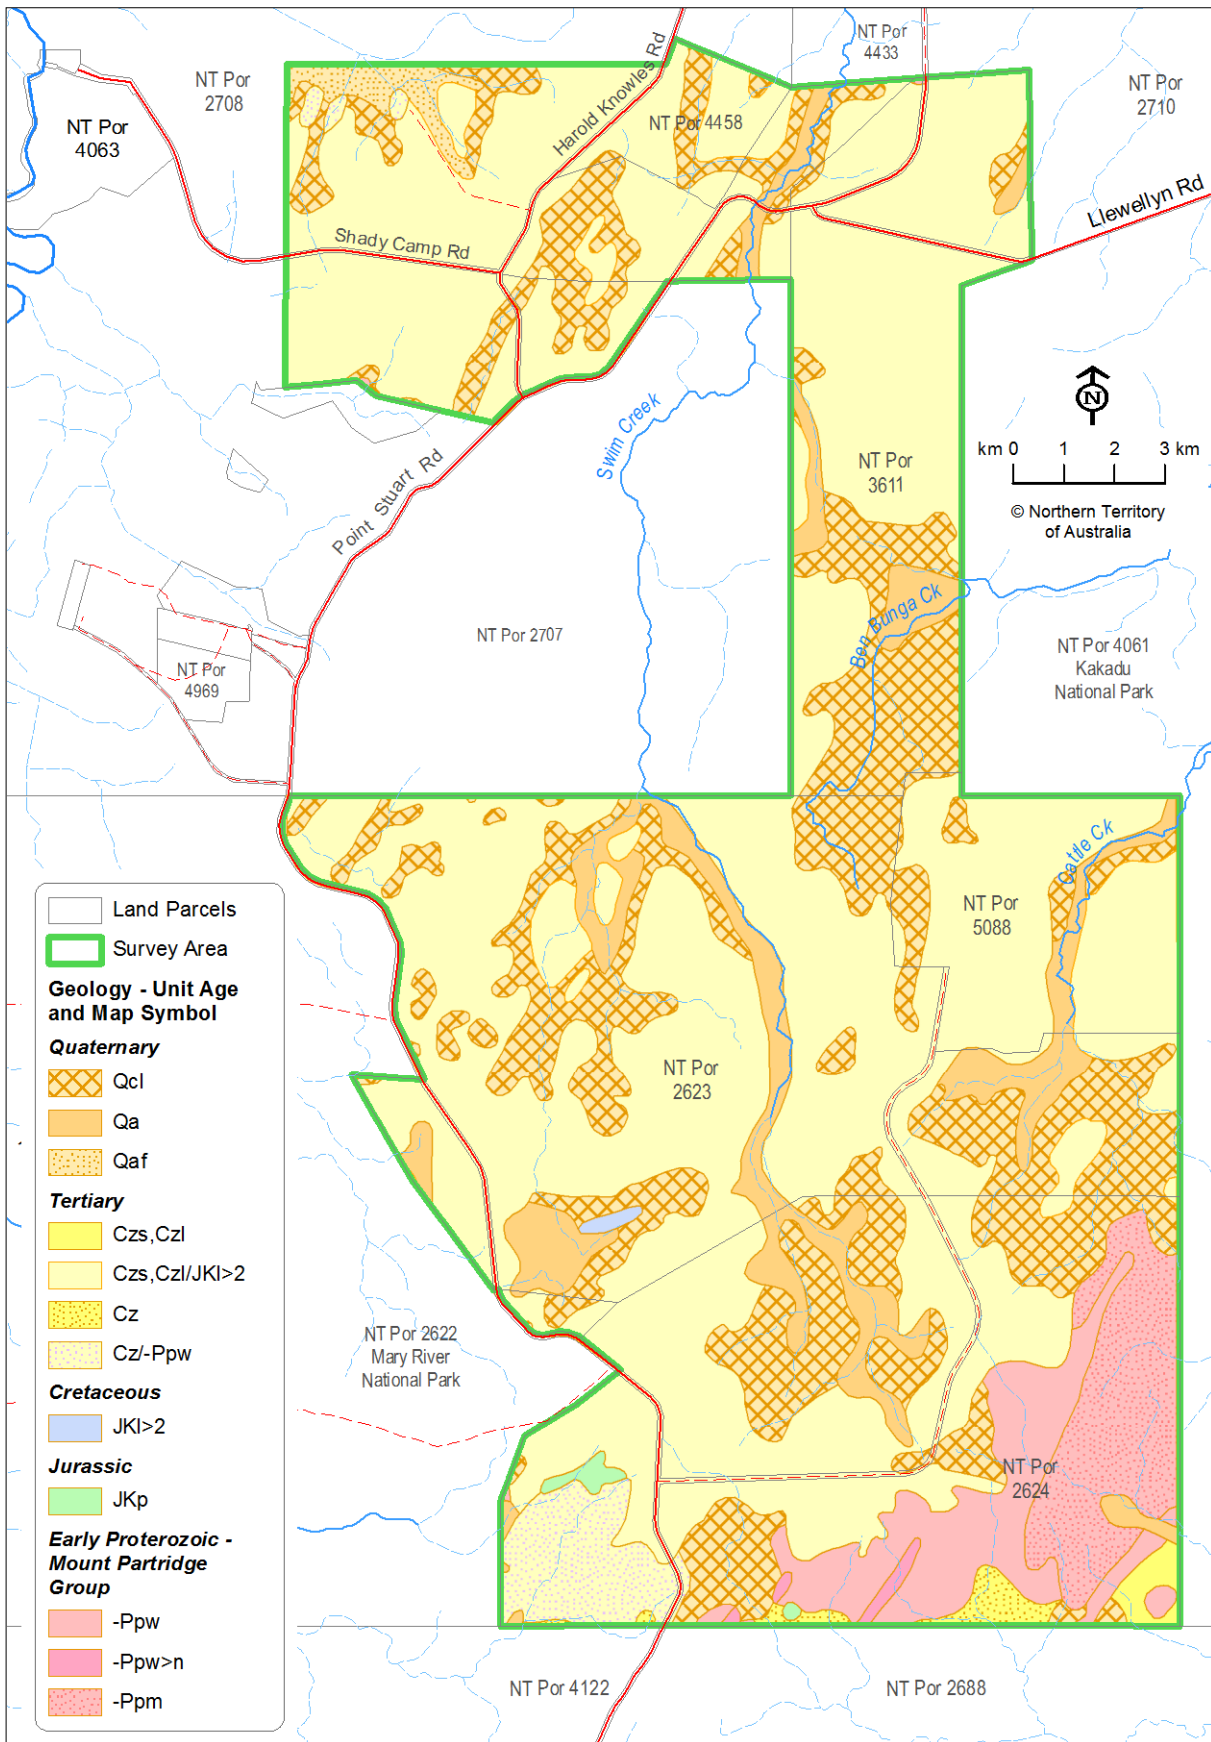 NT Por
4433
NT Por
2708
NT Por
2710
NT Por
4063
Harold Knowles Rd
NT Por 4458
Llewellyn Rd
Shady Camp Rd
N
km 0 1 2 3 km
© Northern Territory
of Australia
Swim Creek
NT Por
3611
Point Stuart Rd
Ben Bunga Ck
NT Por 2707
NT Por 4061
Kakadu
National Park
NT Por
4969
Cattle Ck
NT Por
5088
NT Por
2623
NT Por 2622
Mary River
National Park
NT Por
2624
NT Por 4122
NT Por 2688
Land Parcels
Survey Area
Geology - Unit Age
and Map Symbol
Quaternary
Qcl
Qa
Qaf
Tertiary
Czs,Czl
Czs,Czl/JKl>2
Cz
Cz/-Ppw
Cretaceous
JKl>2
Jurassic
JKp
Early Proterozoic -
Mount Partridge
Group
-Ppw
-Ppw>n
-Ppm